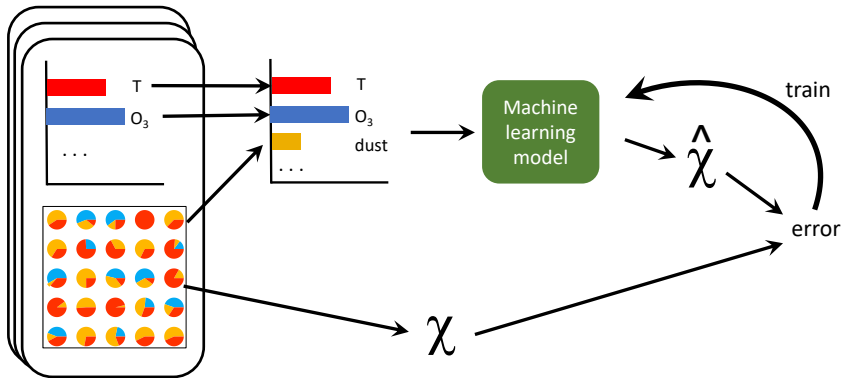 T
O₃
. . .
T
O₃
dust
. . .
Machine
learning
model
train
χ̂
error
χ